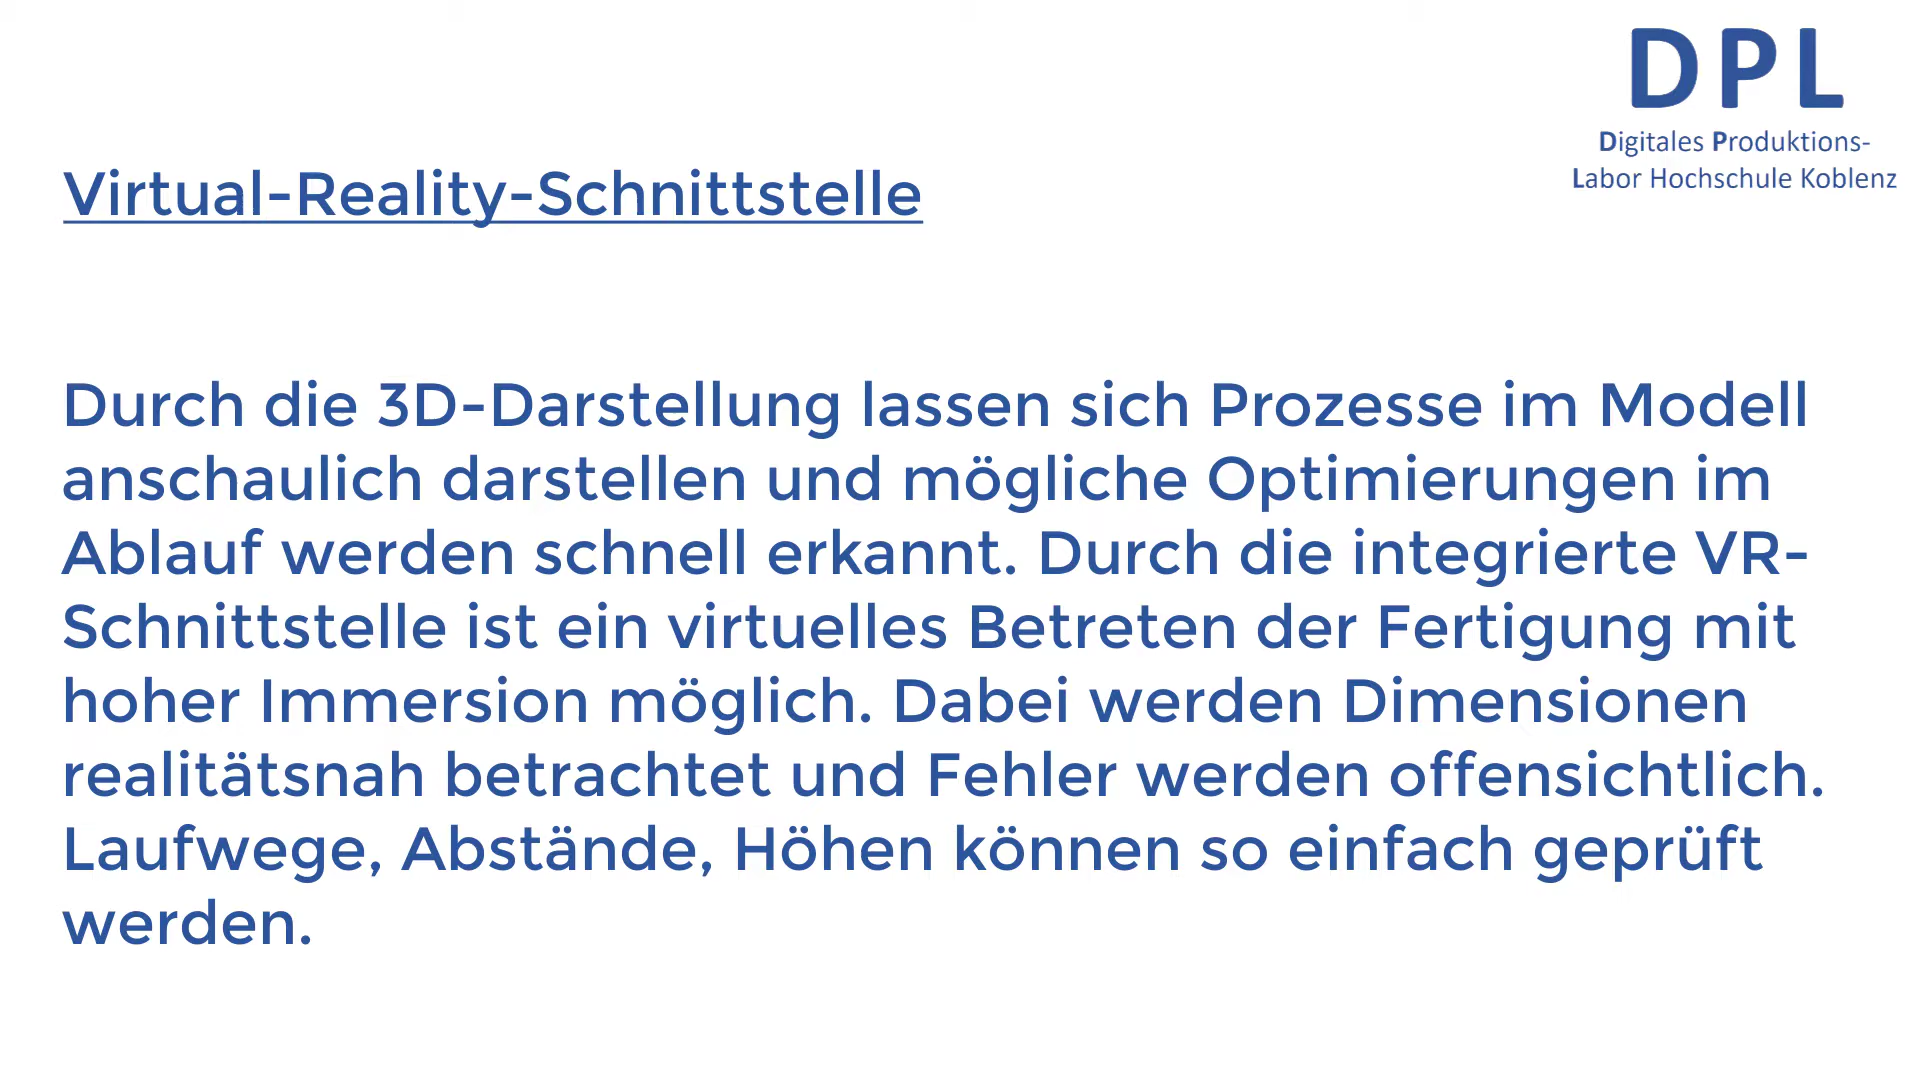 DPL
Digitales Produktions-
Labor Hochschule Koblenz
Virtual-Reality-Schnittstelle
Durch die 3D-Darstellung lassen sich Prozesse im Modell
anschaulich darstellen und mögliche Optimierungen im
Ablauf werden schnell erkannt. Durch die integrierte VR-
Schnittstelle ist ein virtuelles Betreten der Fertigung mit
hoher Immersion möglich. Dabei werden Dimensionen
realitätsnah betrachtet und Fehler werden offensichtlich.
Laufwege, Abstände, Höhen können so einfach geprüft
werden.